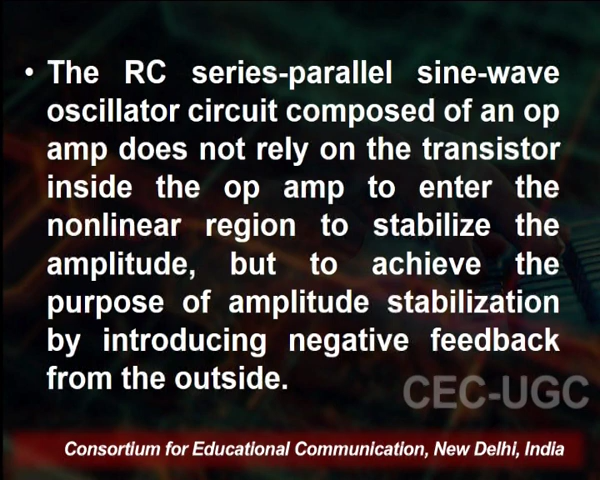 • The RC series-parallel sine-wave
oscillator circuit composed of an op
amp does not rely on the transistor
inside the op amp to enter the
nonlinear region to stabilize the
amplitude, but to achieve the
purpose of amplitude stabilization
by introducing negative feedback
from the outside.
CEC-UGC
Consortium for Educational Communication, New Delhi, India